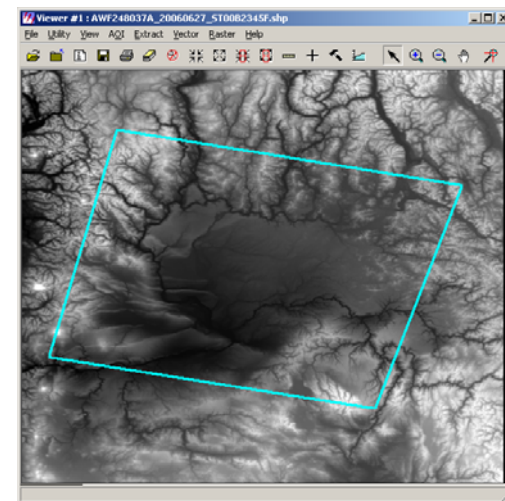 Viewer #1 : AWF248037A_20060627_ST00B2345F.shp
File Utility View AOI Extract Vector Raster Help